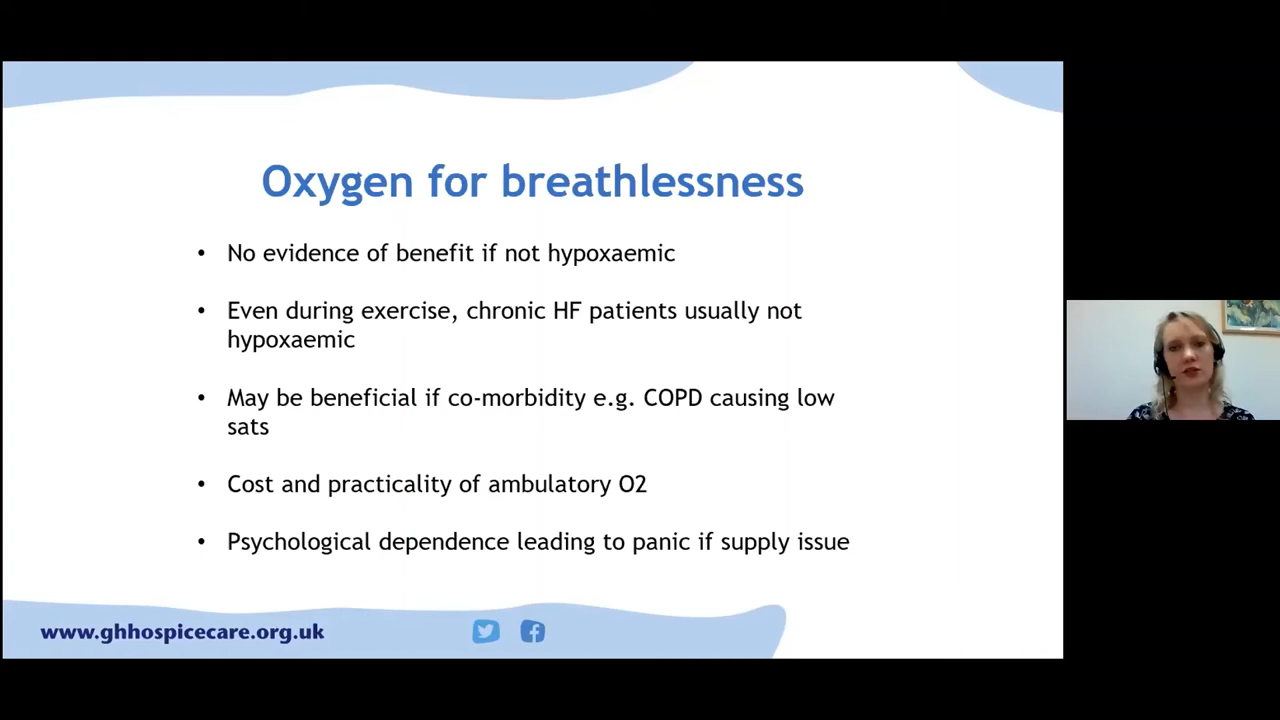 Oxygen for breathlessness
• No evidence of benefit if not hypoxaemic
• Even during exercise, chronic HF patients usually not
hypoxaemic
• May be beneficial if co-morbidity e.g. COPD causing low
sats
• Cost and practicality of ambulatory O2
• Psychological dependence leading to panic if supply issue
www.ghhospicecare.org.uk